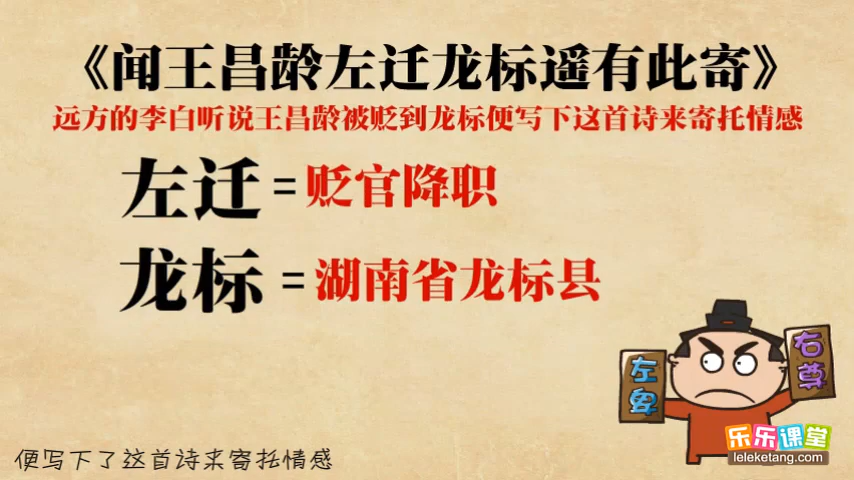 《闻王昌龄左迁龙标遥有此寄》
远方的李白听说王昌龄被贬到龙标便写下这首诗来寄托情感
左迁=贬官降职
龙标=湖南省龙标县
左卑
右尊
乐乐课堂
leleketang.com
便写下了这首诗来寄托情感